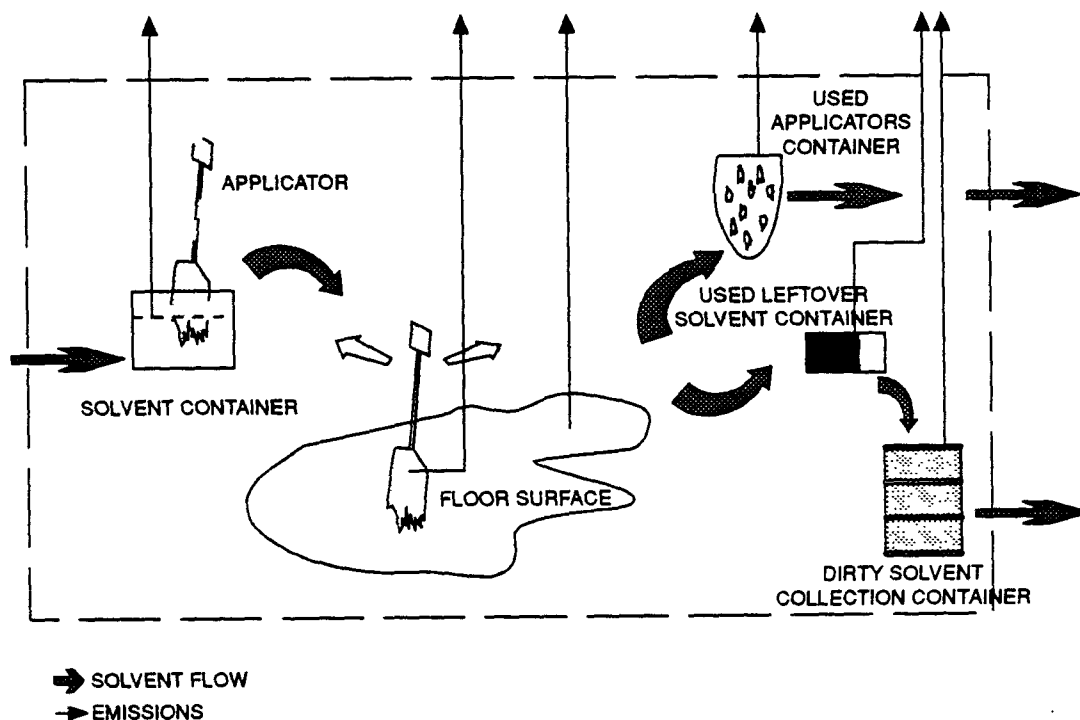 USED
APPLICATORS
CONTAINER
APPLICATOR
USED LEFTOVER
SOLVENT CONTAINER
SOLVENT CONTAINER
FLOOR SURFACE
DIRTY SOLVENT
COLLECTION CONTAINER
SOLVENT FLOW
EMISSIONS